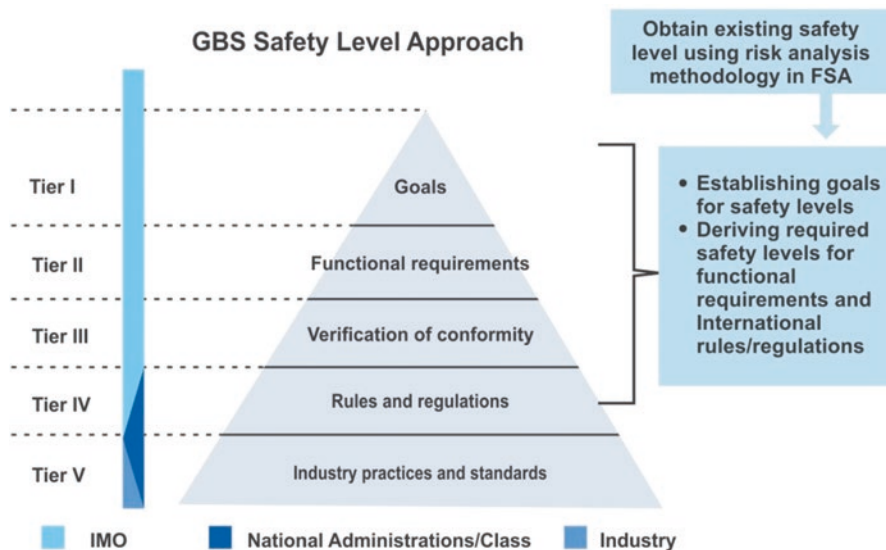 GBS Safety Level Approach
Obtain existing safety
level using risk analysis
methodology in FSA
Tier I
Goals
Tier II
Functional requirements
Tier III
Verification of conformity
Tier IV
Rules and regulations
Tier V
Industry practices and standards
• Establishing goals
for safety levels
• Deriving required
safety levels for
functional
requirements and
International
rules/regulations
IMO
National Administrations/Class
Industry